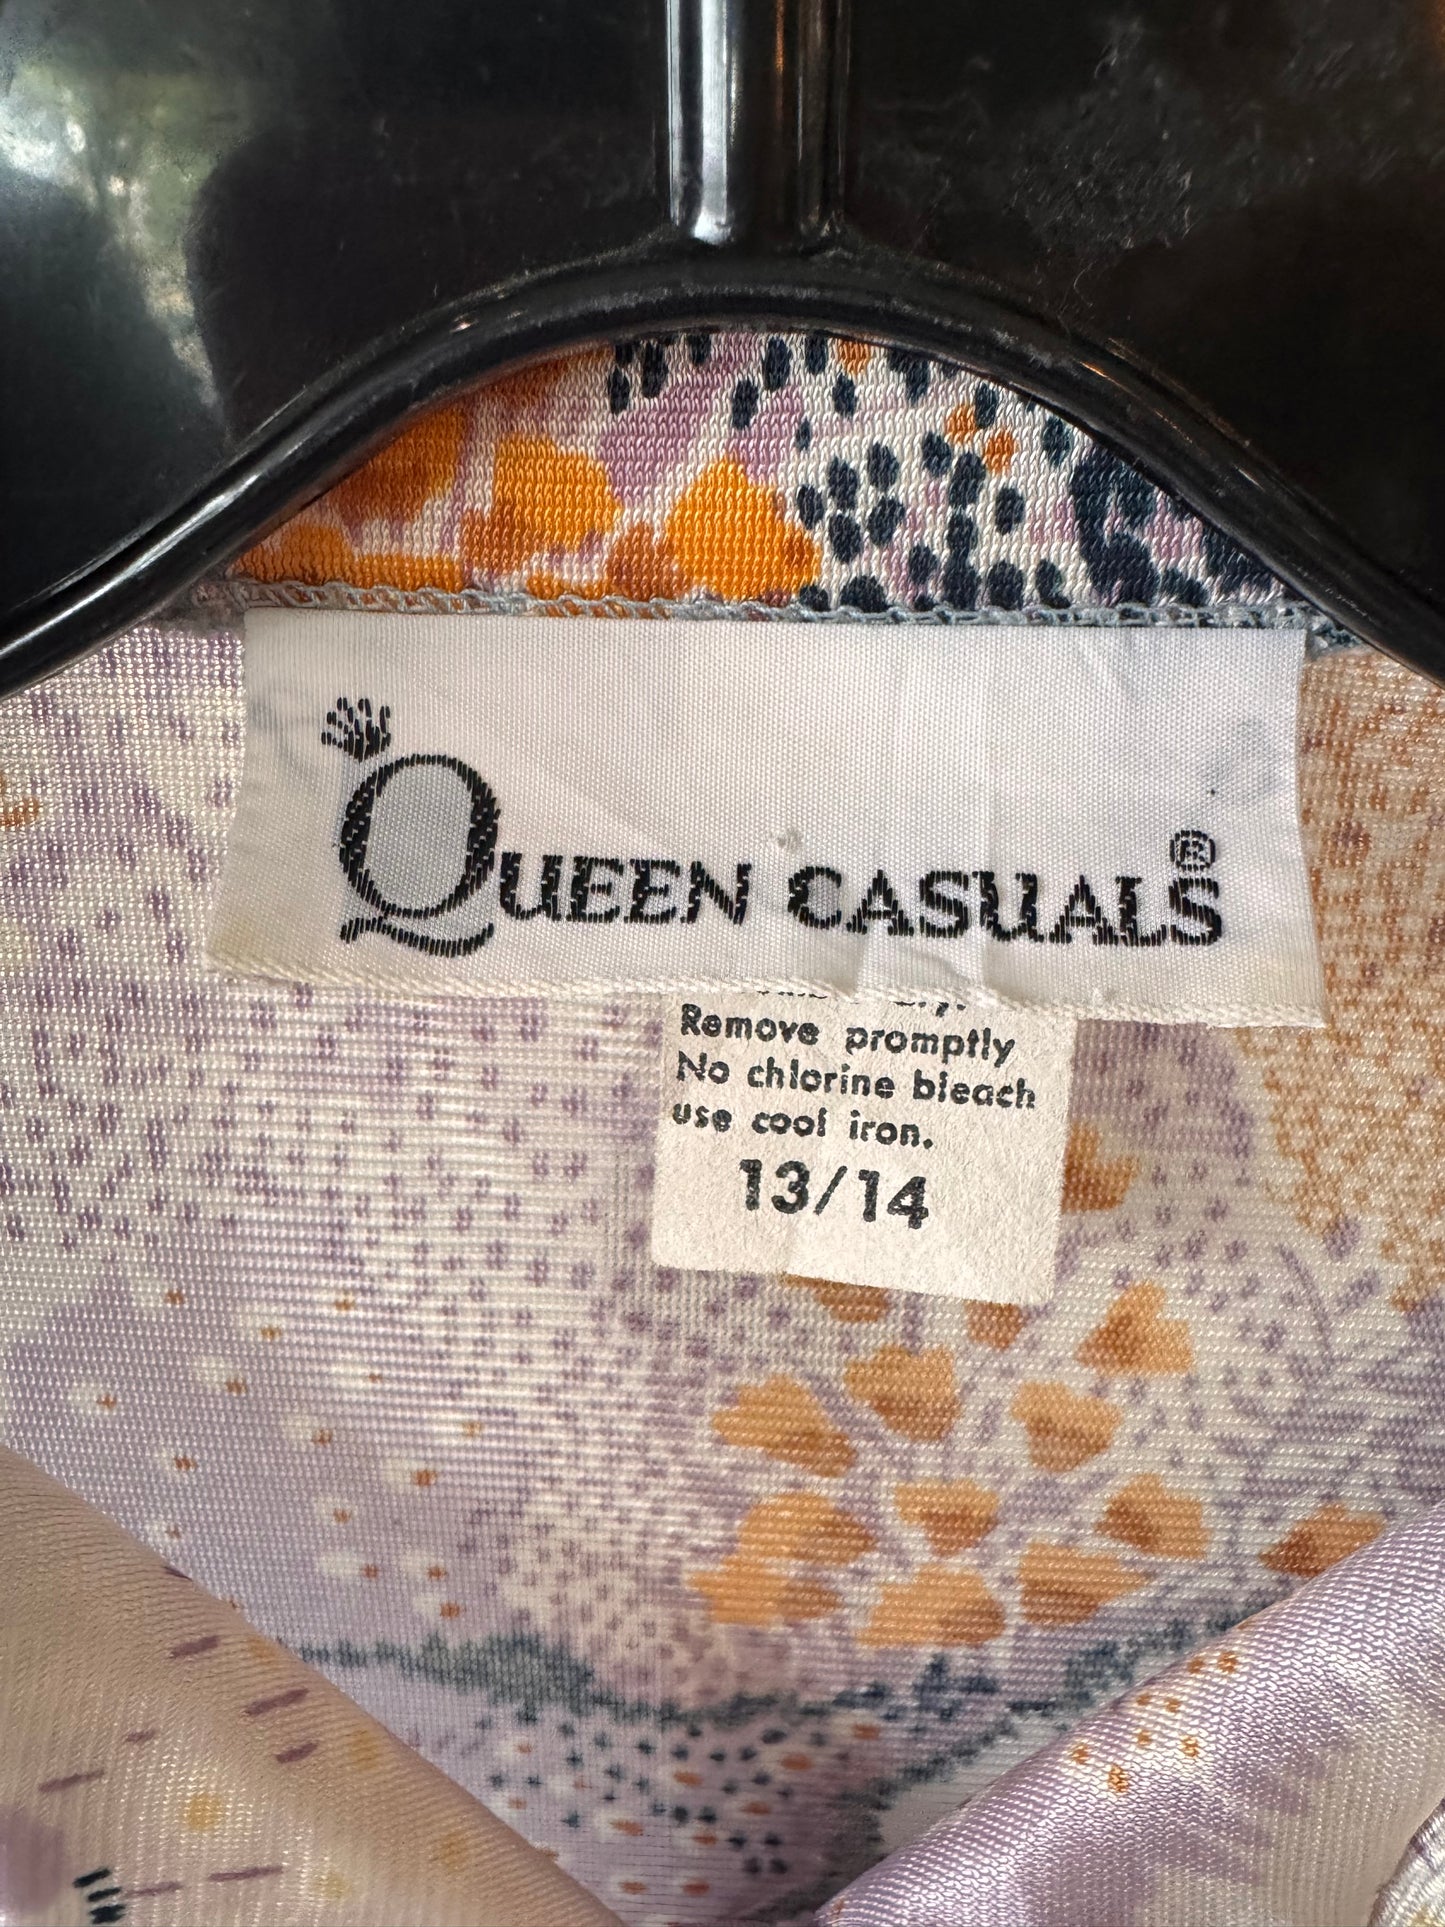 QUEEN CASUALS®
Remove promptly
No chlorine bleach
use cool iron.
13/14